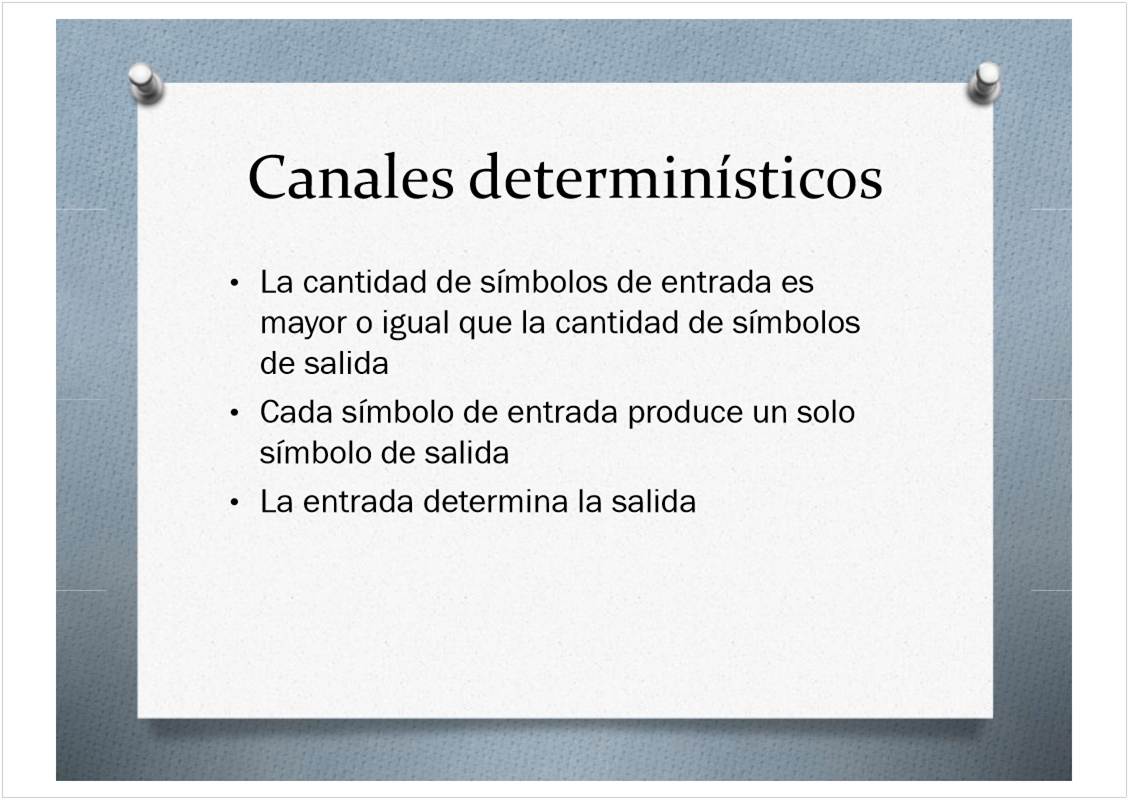 Canales determinísticos
• La cantidad de símbolos de entrada es
mayor o igual que la cantidad de símbolos
de salida
• Cada símbolo de entrada produce un solo
símbolo de salida
• La entrada determina la salida